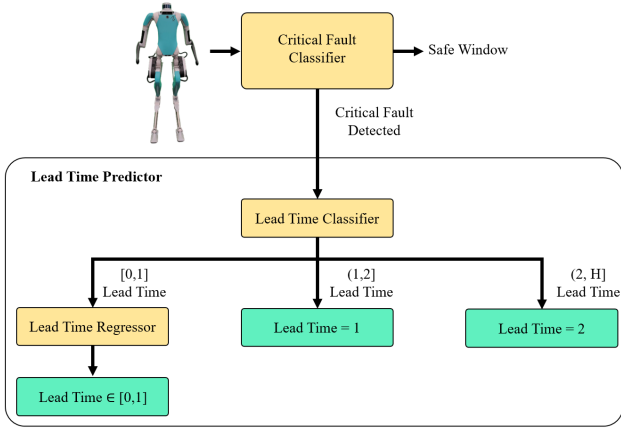 Critical Fault
Classifier
Safe Window
Critical Fault
Detected
Lead Time Predictor
Lead Time Classifier
[0,1]
Lead Time
(1,2]
Lead Time
(2, H]
Lead Time
Lead Time Regressor
Lead Time = 1
Lead Time = 2
Lead Time ∈ [0,1]